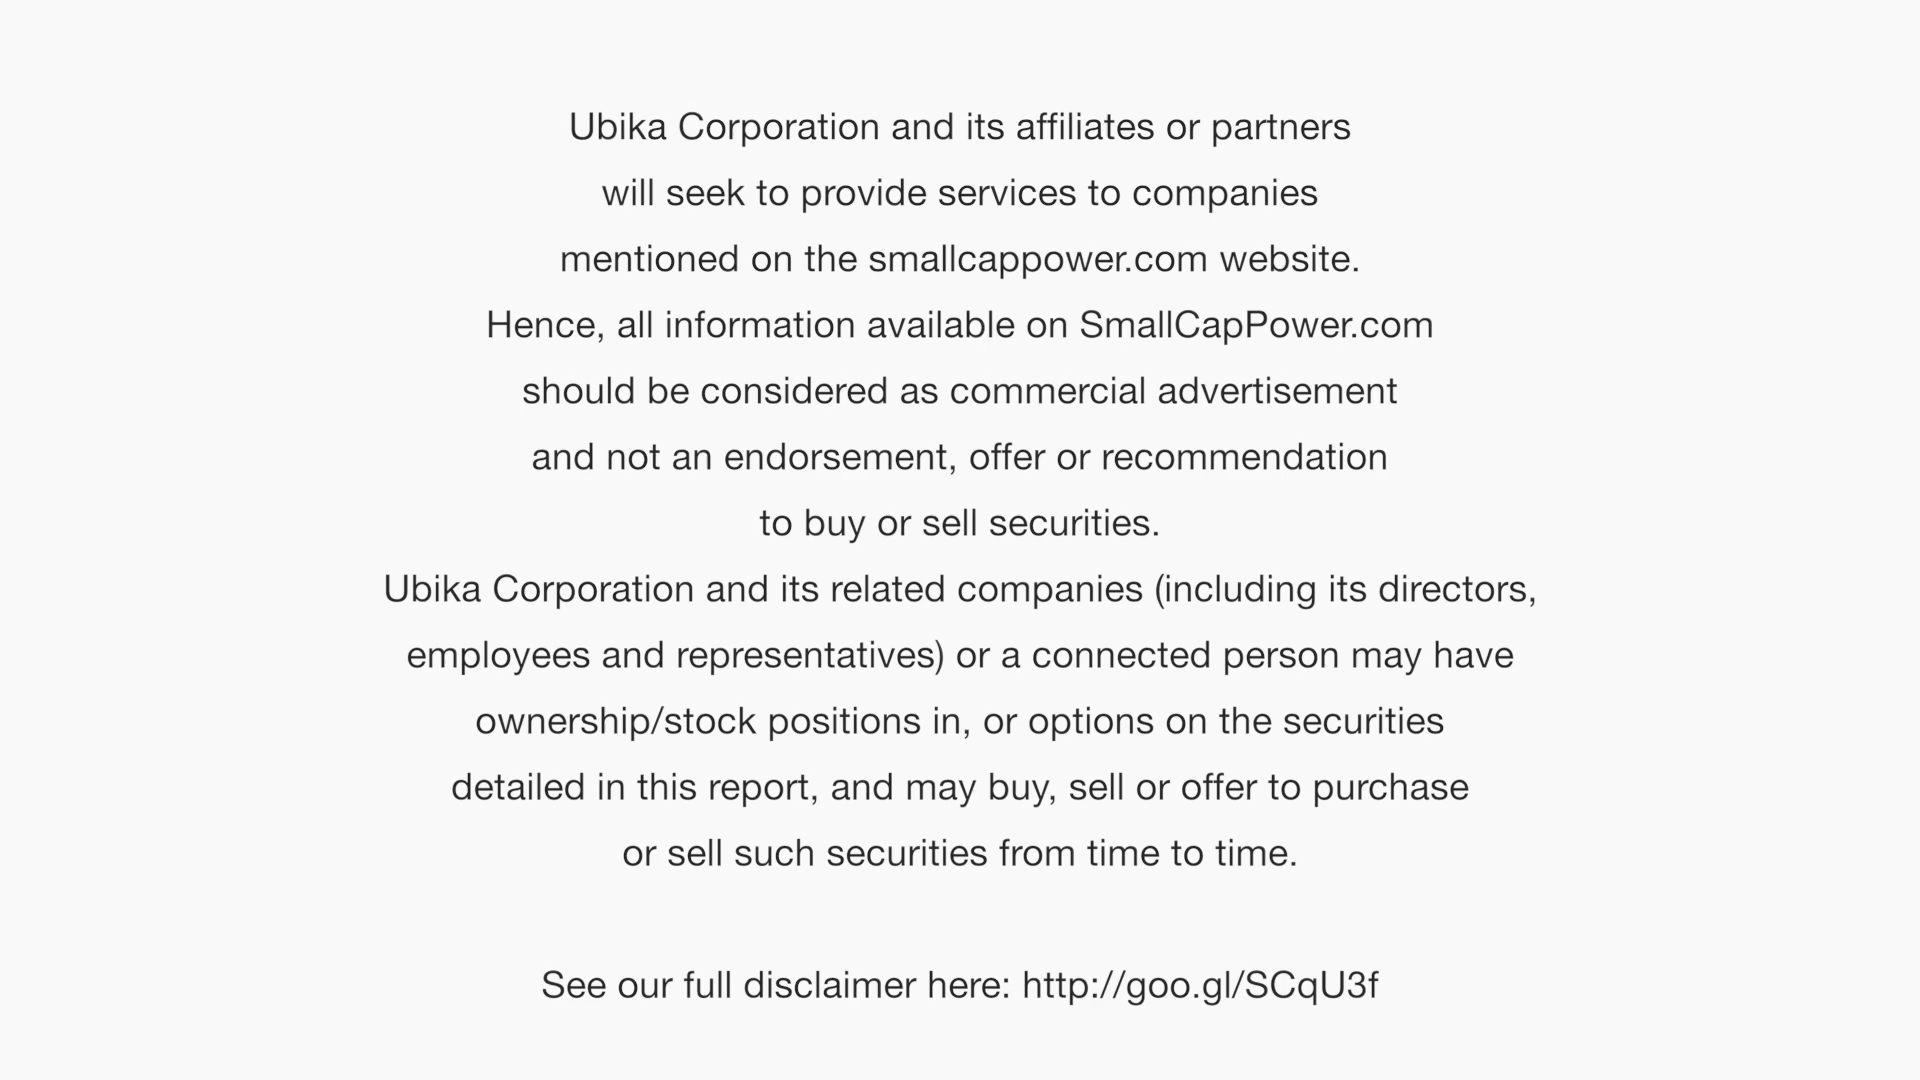 Ubika Corporation and its affiliates or partners
will seek to provide services to companies
mentioned on the smallcappower.com website.
Hence, all information available on SmallCapPower.com
should be considered as commercial advertisement
and not an endorsement, offer or recommendation
to buy or sell securities.
Ubika Corporation and its related companies (including its directors,
employees and representatives) or a connected person may have
ownership/stock positions in, or options on the securities
detailed in this report, and may buy, sell or offer to purchase
or sell such securities from time to time.
See our full disclaimer here: http://goo.gl/SCqU3f